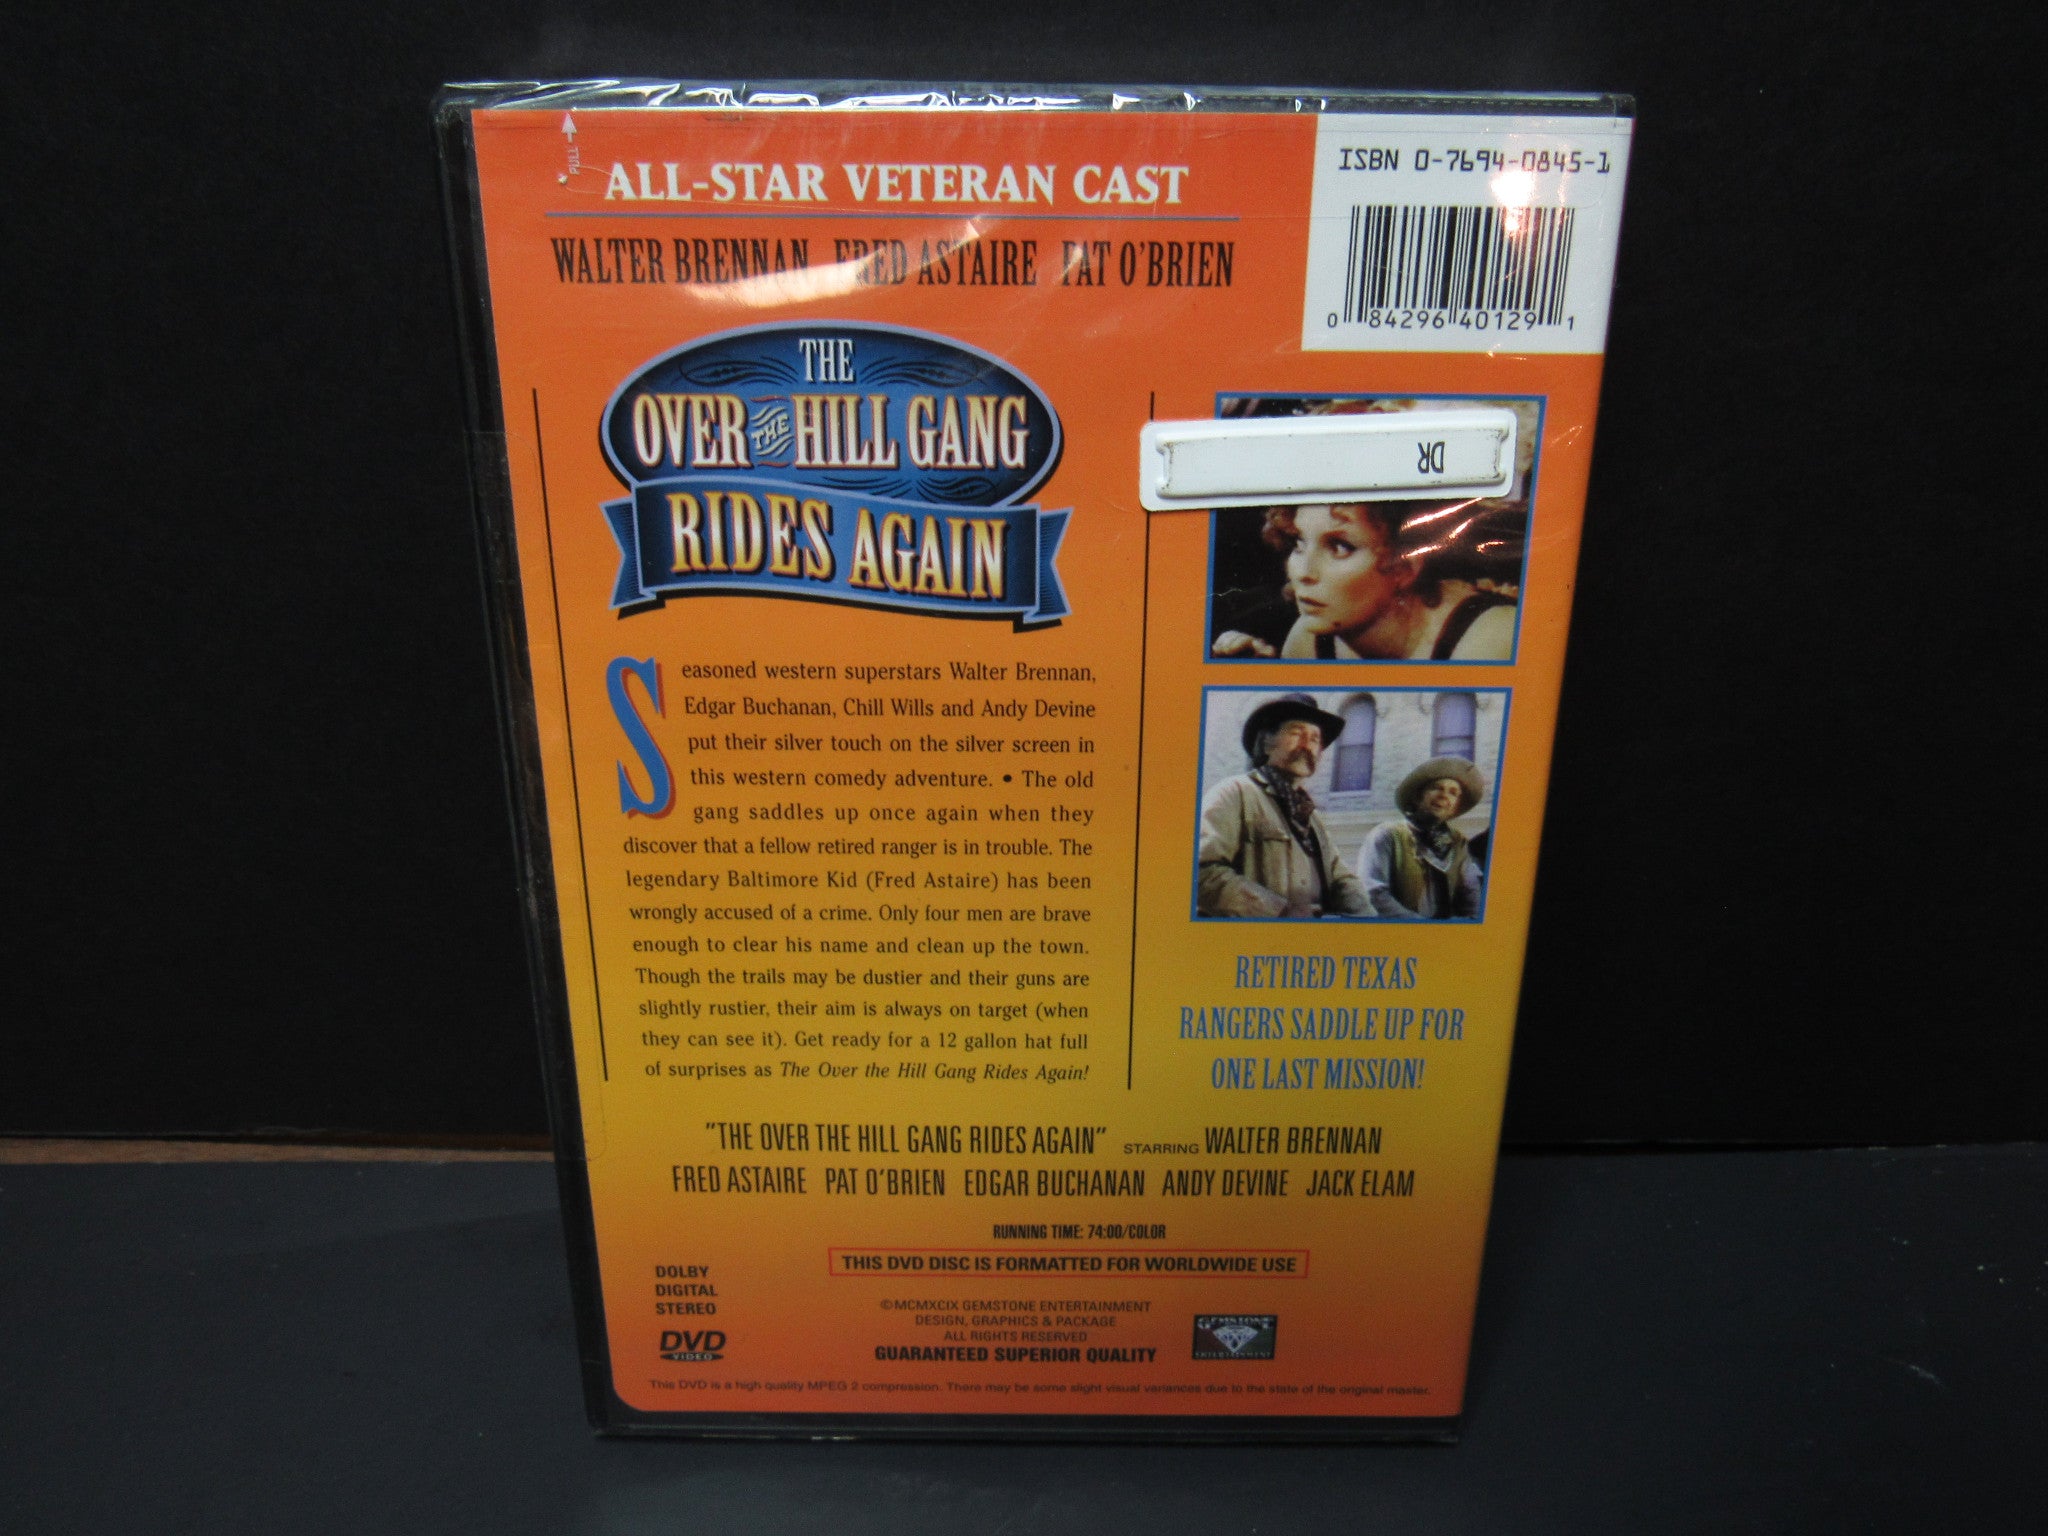 PULL
ALL-STAR VETERAN CAST
WALTER BRENNAN FRED ASTAIRE PAT O'BRIEN
ISBN 0-7694-0845-1
0 84296 40129 1
THE
OVER THE HILL GANG
RIDES AGAIN
DR
Seasoned western superstars Walter Brennan,
Edgar Buchanan, Chill Wills and Andy Devine
put their silver touch on the silver screen in
this western comedy adventure. • The old
gang saddles up once again when they
discover that a fellow retired ranger is in trouble. The
legendary Baltimore Kid (Fred Astaire) has been
wrongly accused of a crime. Only four men are brave
enough to clear his name and clean up the town.
Though the trails may be dustier and their guns are
slightly rustier, their aim is always on target (when
they can see it). Get ready for a 12 gallon hat full
of surprises as The Over the Hill Gang Rides Again!
RETIRED TEXAS
RANGERS SADDLE UP FOR
ONE LAST MISSION!
"THE OVER THE HILL GANG RIDES AGAIN" STARRING WALTER BRENNAN
FRED ASTAIRE PAT O'BRIEN EDGAR BUCHANAN ANDY DEVINE JACK ELAM
RUNNING TIME: 74:00/COLOR
THIS DVD DISC IS FORMATTED FOR WORLDWIDE USE
DOLBY
DIGITAL
STEREO
DVD
VIDEO
©MCMXCIX GEMSTONE ENTERTAINMENT
DESIGN, GRAPHICS & PACKAGE
ALL RIGHTS RESERVED
GUARANTEED SUPERIOR QUALITY
GEMSTONE
ENTERTAINMENT
This DVD is a high quality MPEG 2 compression. There may be some slight visual variances due to the state of the original master.